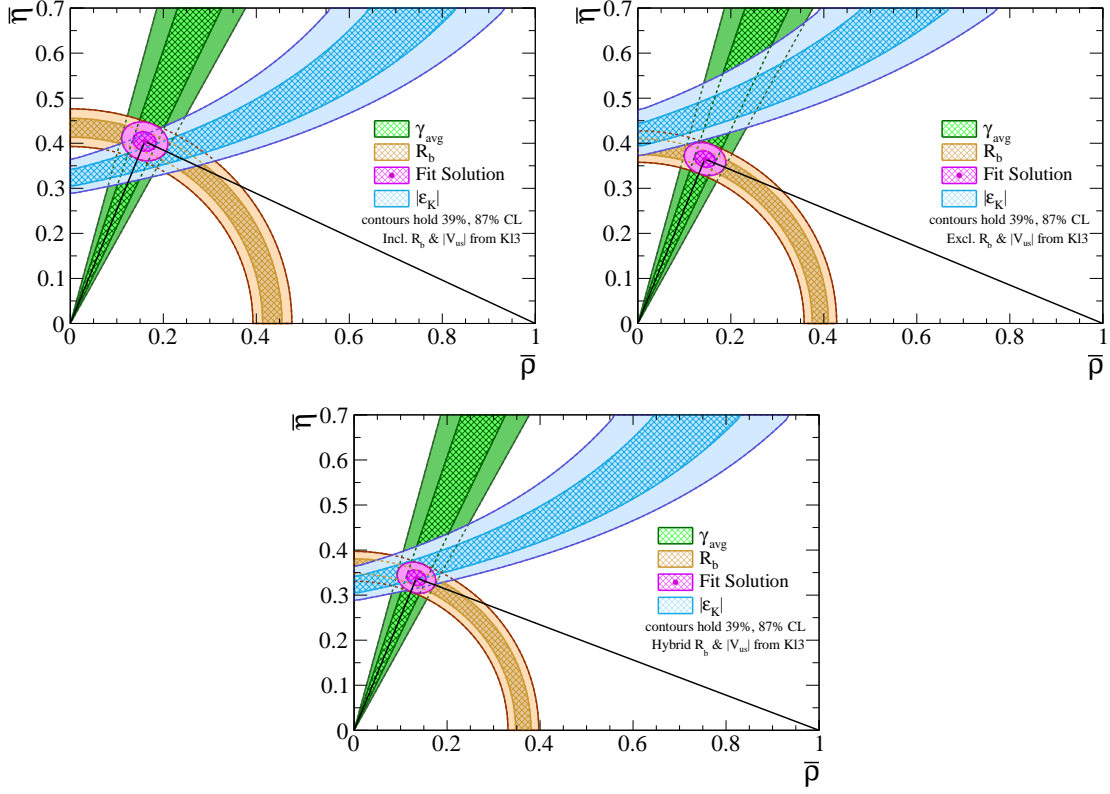 η̅
0.7
0.6
0.5
0.4
0.3
0.2
0.1
0
γavg
Rb
Fit Solution
|εK|
contours hold 39%, 87% CL
Incl. Rb & |Vus| from Kl3
0 0.2 0.4 0.6 0.8 1
ρ̅
η̅
0.7
0.6
0.5
0.4
0.3
0.2
0.1
0
γavg
Rb
Fit Solution
|εK|
contours hold 39%, 87% CL
Excl. Rb & |Vus| from Kl3
0 0.2 0.4 0.6 0.8 1
ρ̅
η̅
0.7
0.6
0.5
0.4
0.3
0.2
0.1
0
γavg
Rb
Fit Solution
|εK|
contours hold 39%, 87% CL
Hybrid Rb & |Vus| from Kl3
0 0.2 0.4 0.6 0.8 1
ρ̅